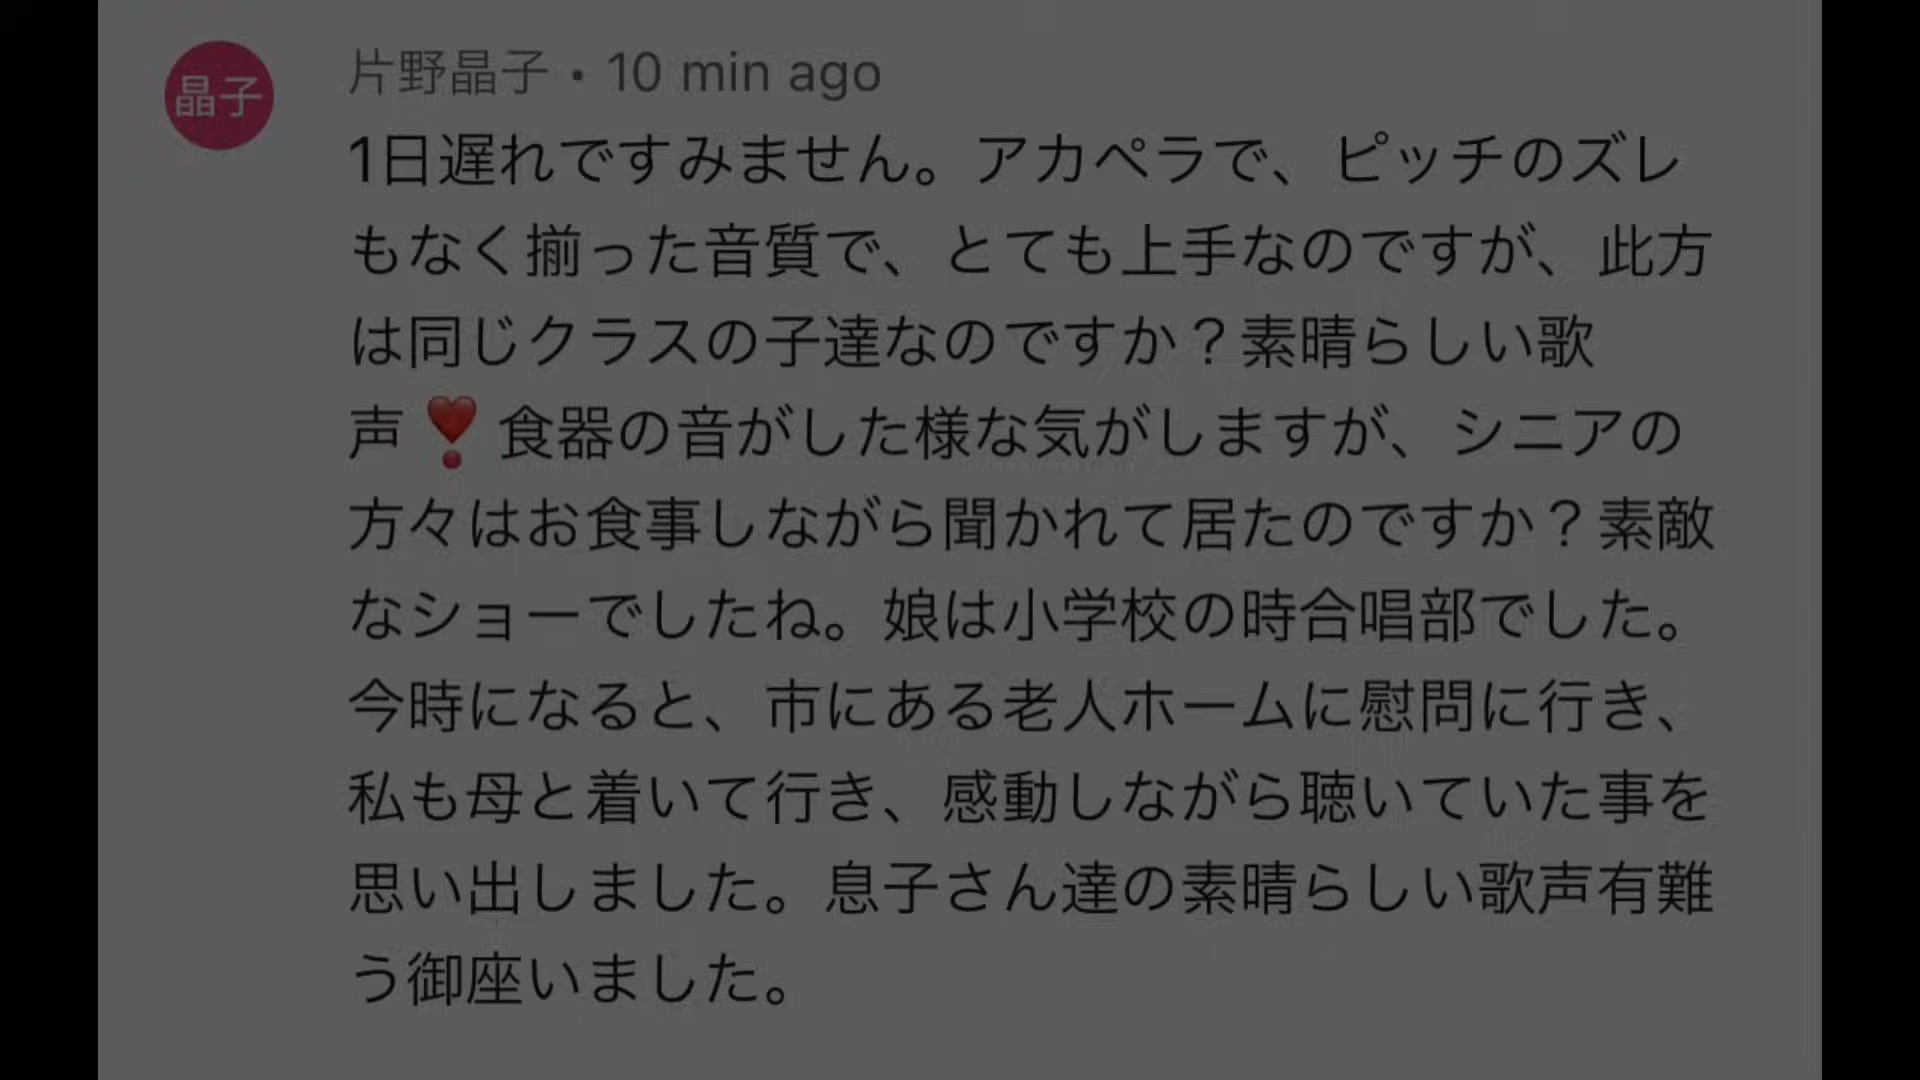 晶子
片野晶子 • 10 min ago
1日遅れですみません。アカペラで、ピッチのズレ
もなく揃った音質で、とても上手なのですが、此方
は同じクラスの子達なのですか？素晴らしい歌
声❣️食器の音がした様な気がしますが、シニアの
方々はお食事しながら聞かれて居たのですか？素敵
なショーでしたね。娘は小学校の時合唱部でした。
今時になると、市にある老人ホームに慰問に行き、
私も母と着いて行き、感動しながら聴いていた事を
思い出しました。息子さん達の素晴らしい歌声有難
う御座いました。